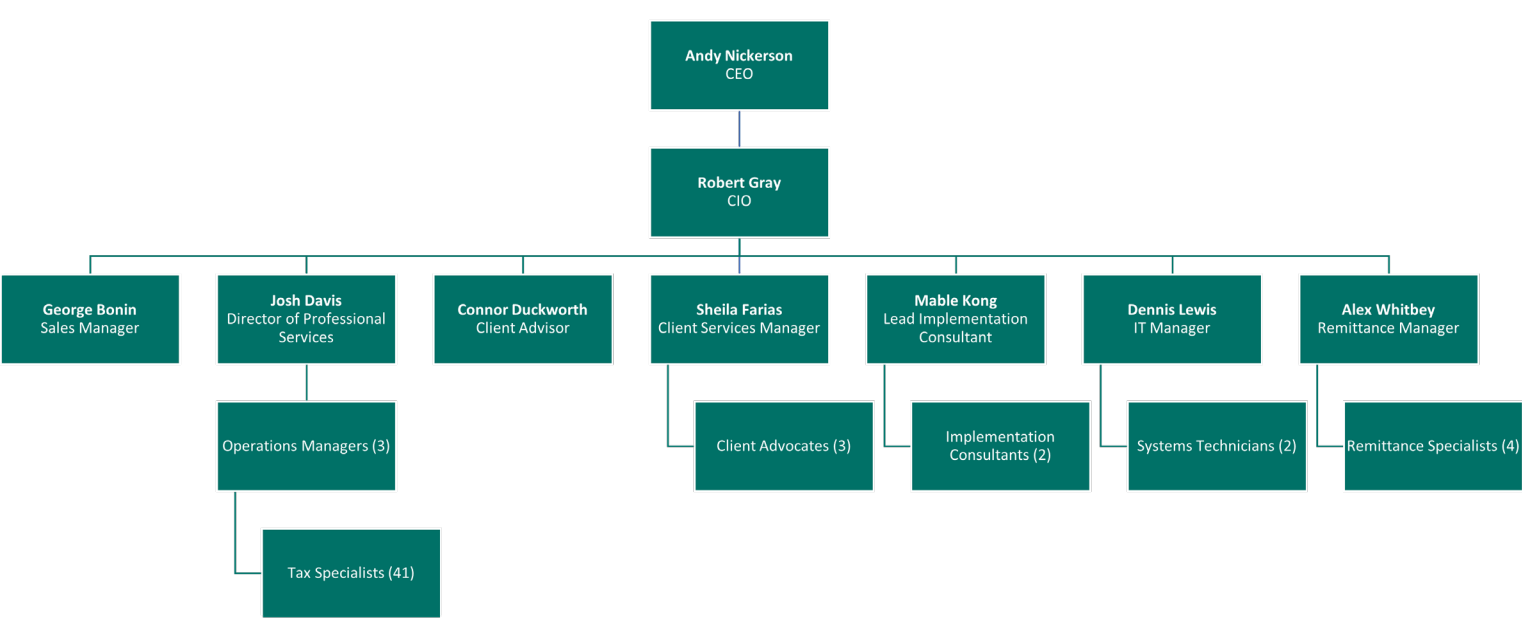 Andy Nickerson
CEO
Robert Gray
CIO
George Bonin
Sales Manager
Josh Davis
Director of Professional
Services
Connor Duckworth
Client Advisor
Sheila Farias
Client Services Manager
Mable Kong
Lead Implementation
Consultant
Dennis Lewis
IT Manager
Alex Whitbey
Remittance Manager
Operations Managers (3)
Client Advocates (3)
Implementation
Consultants (2)
Systems Technicians (2)
Remittance Specialists (4)
Tax Specialists (41)